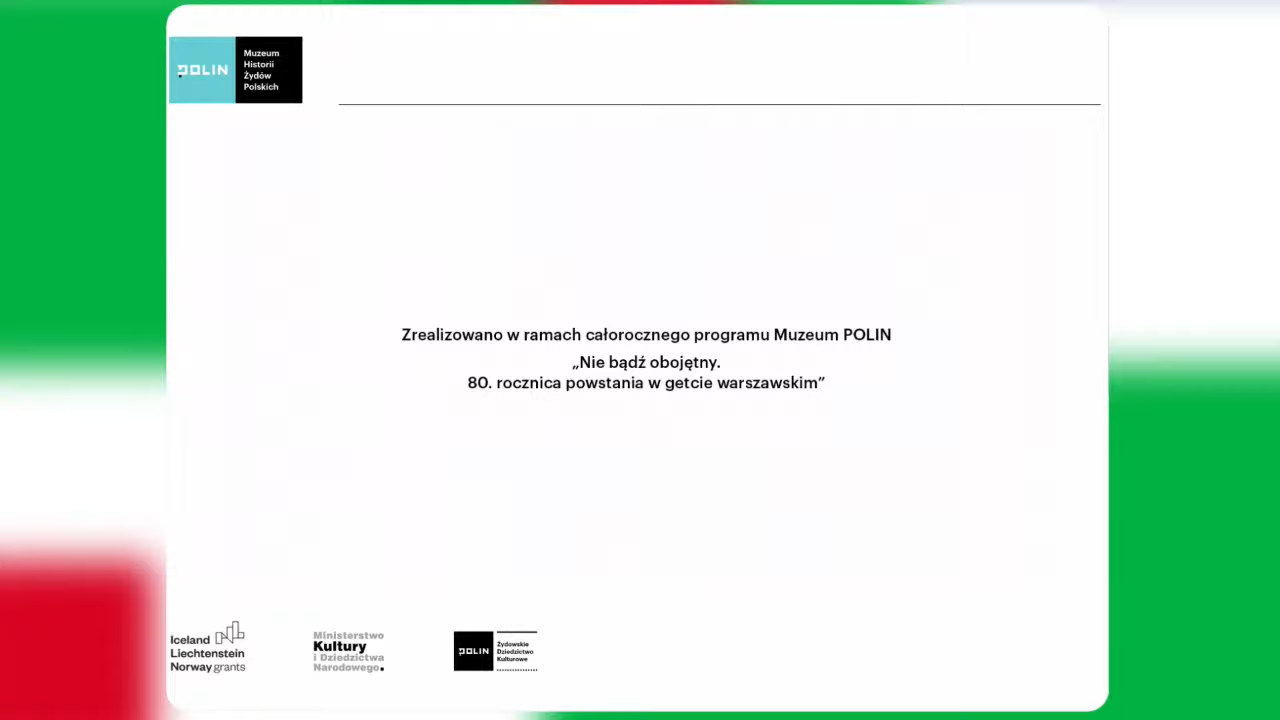 POLIN
Muzeum
Historii
Żydów
Polskich
Zrealizowano w ramach całorocznego programu Muzeum POLIN
„Nie bądź obojętny.
80. rocznica powstania w getcie warszawskim”
Iceland
Liechtenstein
Norway grants
Ministerstwo
Kultury
i Dziedzictwa
Narodowego.
POLIN
Żydowskie
Dziedzictwo
Kulturowe